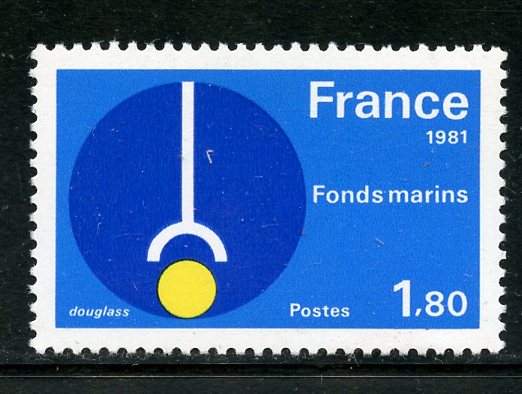 France
1981
Fonds marins
douglass
Postes
1,80